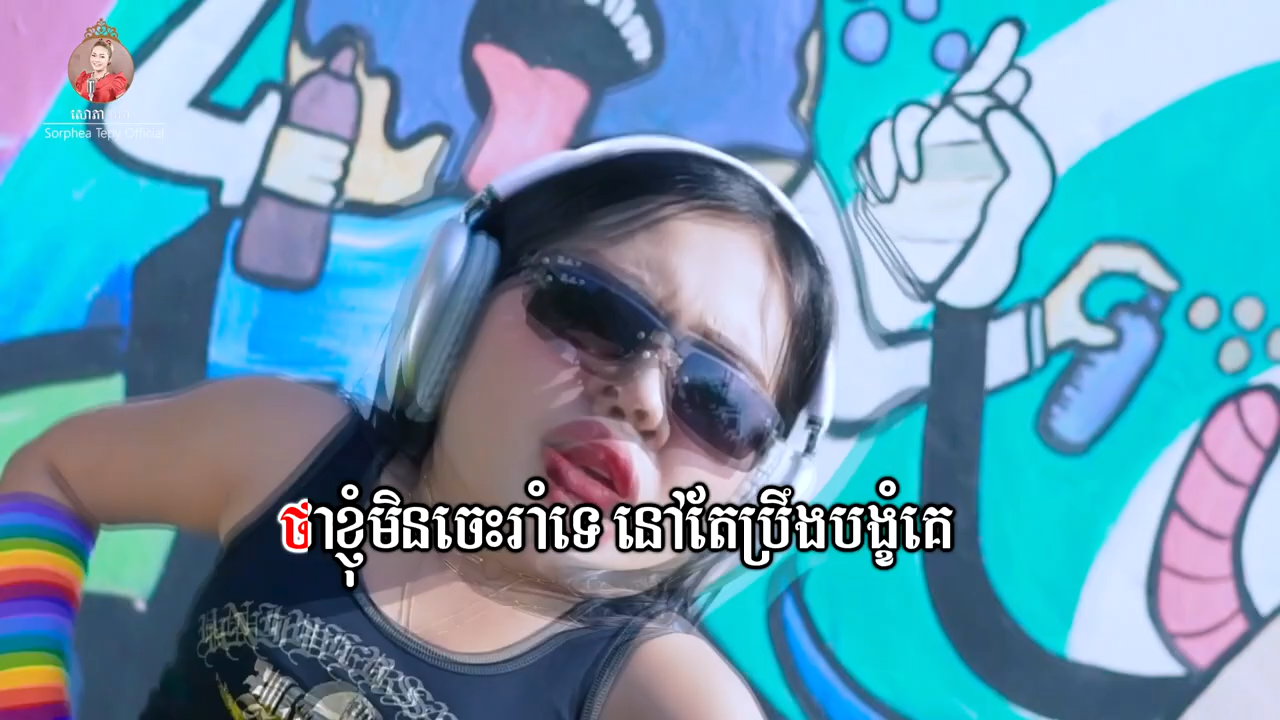 Sorphea Tepy Official
ថាខ្ញុំមិនចេះរាំទេ នៅតែប្រឹងបង្ខំគេ